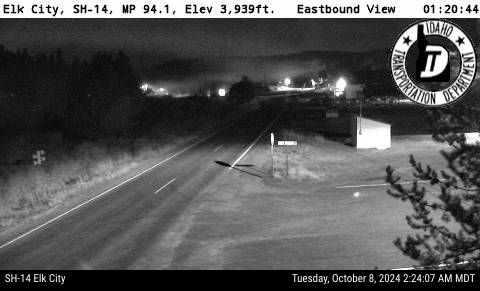 Elk City, SH-14, MP 94.1, Elev 3,939ft. Eastbound View 01:20:44
IDAHO
TRANSPORTATION DEPARTMENT
SH-14 Elk City Tuesday, October 8, 2024 2:24:07 AM MDT